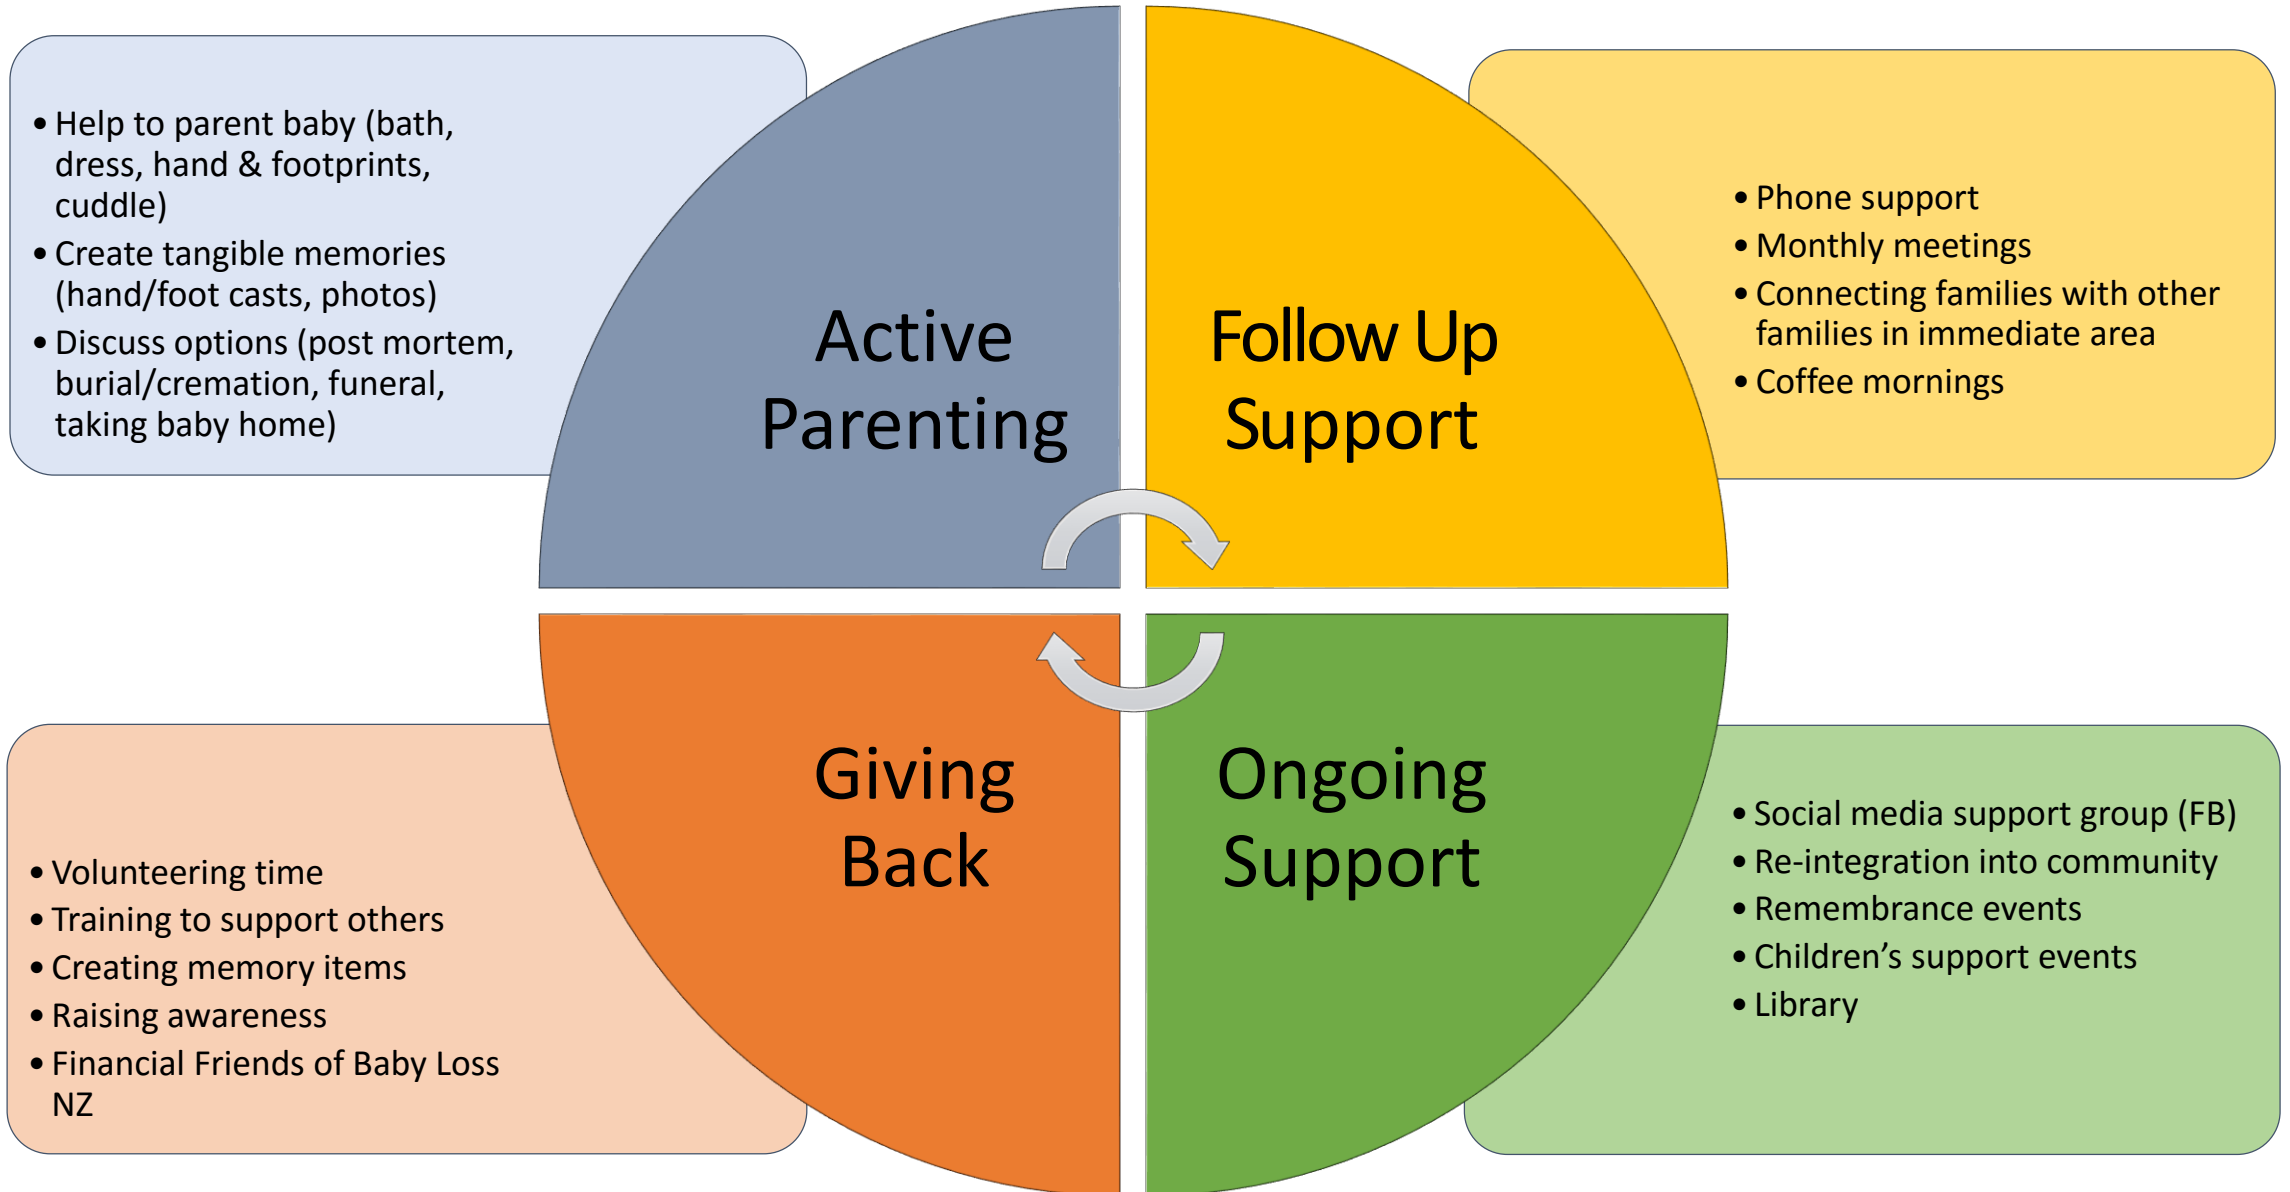 • Help to parent baby (bath,
dress, hand & footprints,
cuddle)
• Create tangible memories
(hand/foot casts, photos)
• Discuss options (post mortem,
burial/cremation, funeral,
taking baby home)
Active
Parenting
Follow Up
Support
• Phone support
• Monthly meetings
• Connecting families with other
families in immediate area
• Coffee mornings
• Volunteering time
• Training to support others
• Creating memory items
• Raising awareness
• Financial Friends of Baby Loss
NZ
Giving
Back
Ongoing
Support
• Social media support group (FB)
• Re-integration into community
• Remembrance events
• Children’s support events
• Library